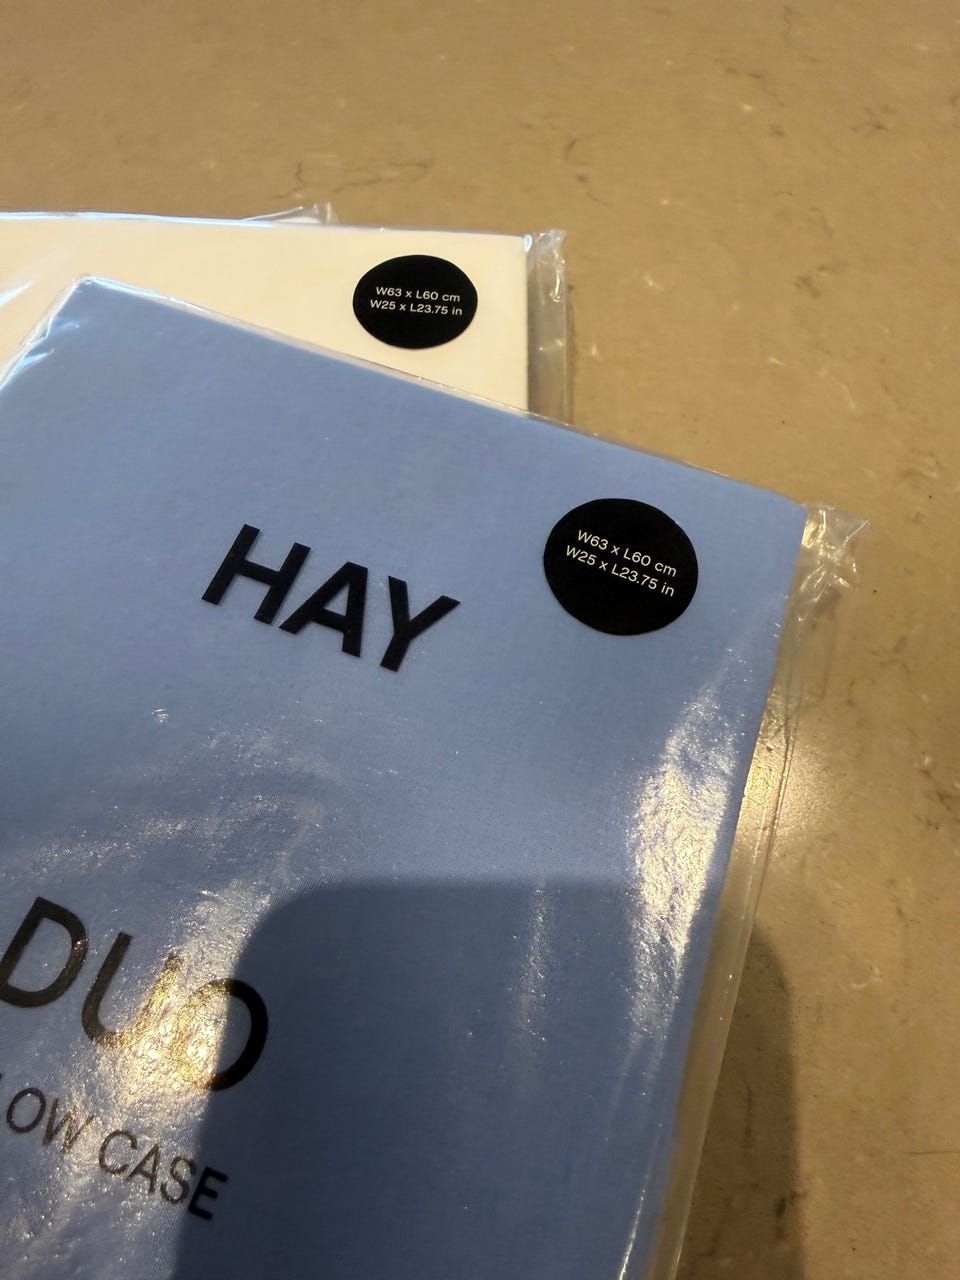 W63 x L60 cm
W25 x L23.75 in
HAY
W63 x L60 cm
W25 x L23.75 in
DUO
CASE